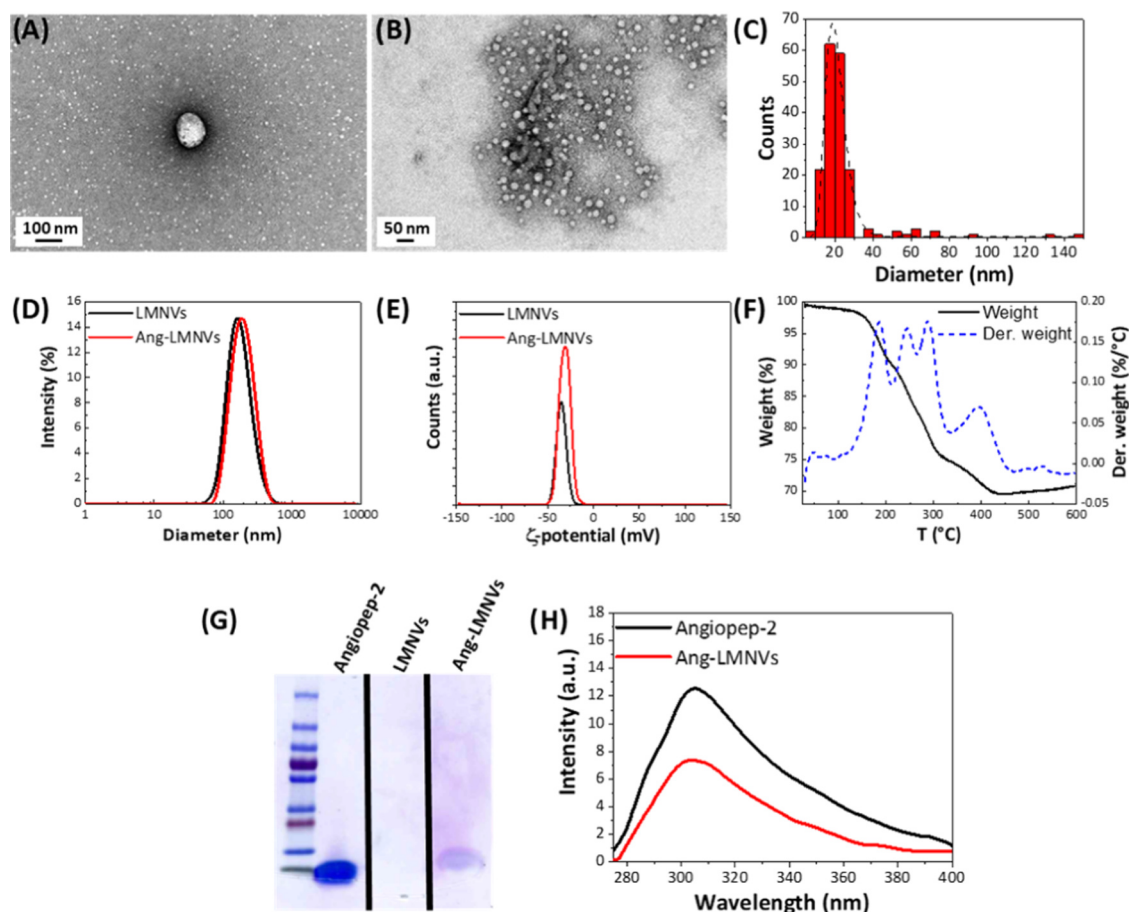 (A)
100 nm
(B)
50 nm
(C)
70
60
50
40
30
20
10
0
Counts
20 40 60 80 100 120 140
Diameter (nm)
(D)
16
14
12
10
8
6
4
2
0
Intensity (%)
LMNVs
Ang-LMNVs
1 10 100 1000 10000
Diameter (nm)
(E)
Counts (a.u.)
LMNVs
Ang-LMNVs
-150 -100 -50 0 50 100 150
ζ-potential (mV)
(F)
100
95
90
85
80
75
70
Weight (%)
Weight
Der. weight
0.20
0.15
0.10
0.05
0.00
-0.05
Der. weight (%/°C)
100 200 300 400 500 600
T (°C)
(G)
Angiopep-2
LMNVs
Ang-LMNVs
(H)
18
16
14
12
10
8
6
4
2
0
Intensity (a.u.)
Angiopep-2
Ang-LMNVs
275 300 320 340 360 380 400
Wavelength (nm)